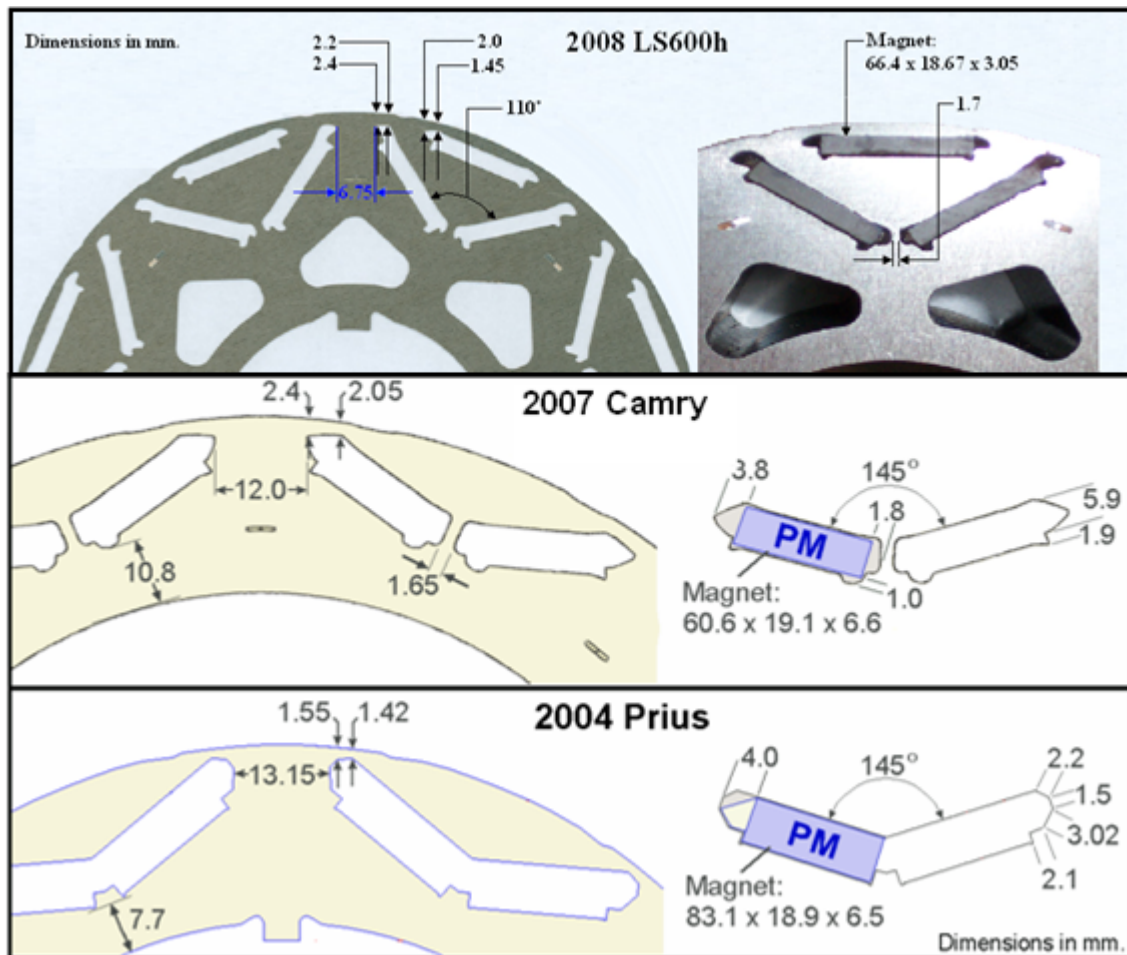 Dimensions in mm.
2.2
2.4
2.0
1.45
2008 LS600h
110°
6.75
Magnet:
66.4 x 18.67 x 3.05
1.7
2.4
2.05
2007 Camry
12.0
10.8
1.65
3.8
145°
1.8
5.9
1.9
PM
1.0
Magnet:
60.6 x 19.1 x 6.6
1.55
1.42
2004 Prius
13.15
7.7
4.0
145°
2.2
1.5
3.02
2.1
PM
Magnet:
83.1 x 18.9 x 6.5
Dimensions in mm.